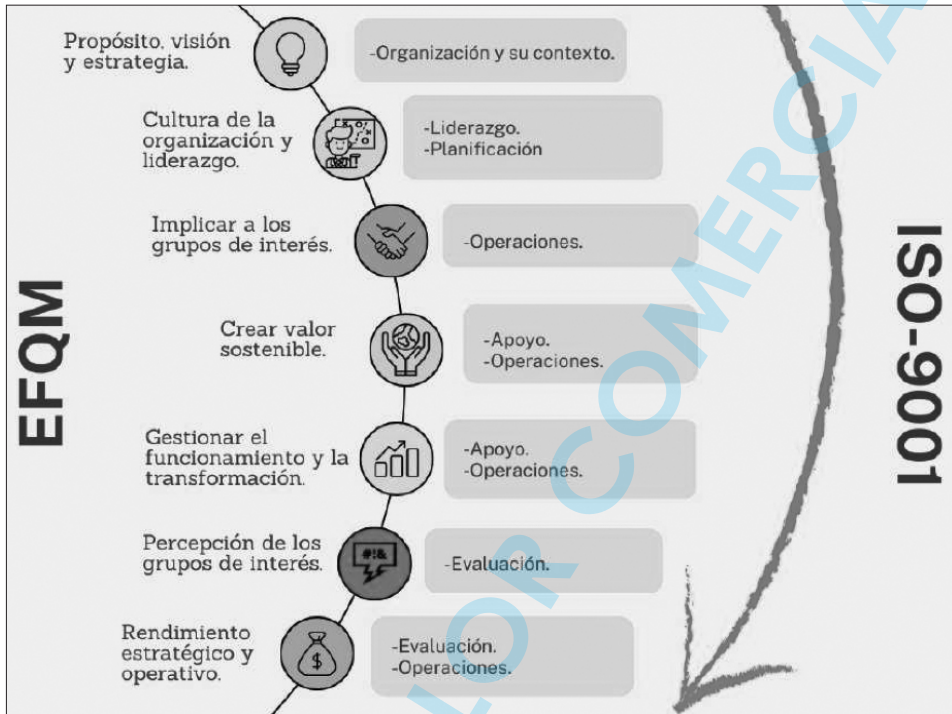 Propósito, visión
y estrategia.
-Organización y su contexto.
Cultura de la
organización y
liderazgo.
-Liderazgo.
-Planificación
Implicar a los
grupos de interés.
-Operaciones.
Crear valor
sostenible.
-Apoyo.
-Operaciones.
Gestionar el
funcionamiento y la
transformación.
-Apoyo.
-Operaciones.
Percepción de los
grupos de interés.
#!&
-Evaluación.
Rendimiento
estratégico y
operativo.
$
-Evaluación.
-Operaciones.
EFQM
ISO-9001
LOR COMERCIA